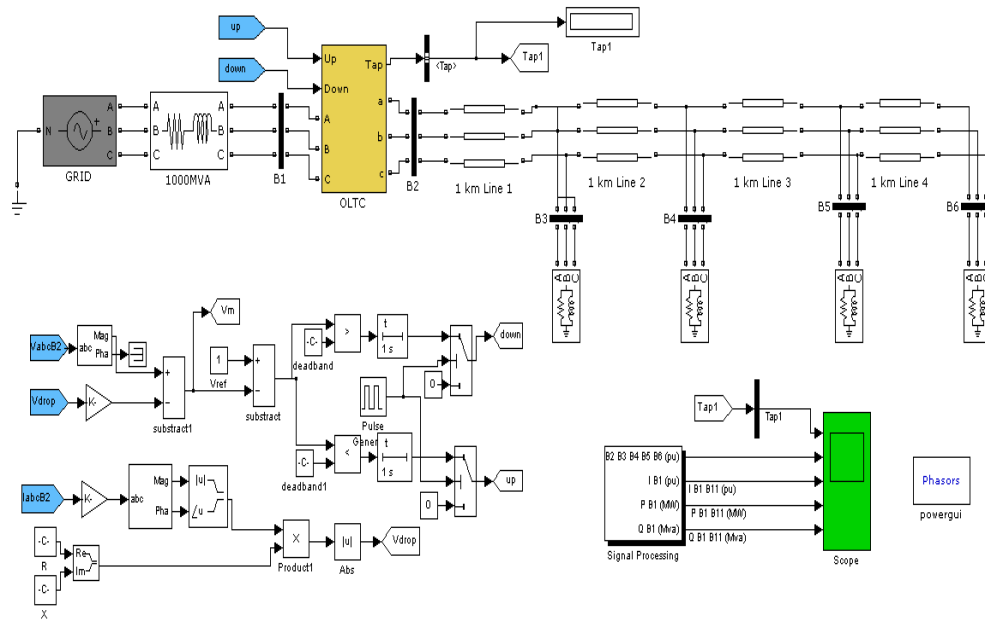 up
down
Up
Down
Tap
<Tap>
Tap1
Tap1
A
B
C
a
b
c
N
A
B
C
GRID
A
B
C
A
B
C
1000MVA
B1
OLTC
B2
1 km Line 1
1 km Line 2
1 km Line 3
1 km Line 4
B3
B4
B5
B6
A B C
A B C
A B C
A B C
VabcB2
abc
Mag
Pha
Vm
Vdrop
K-
substract1
1
Vref
substract
-C-
deadband
>
t
1 s
down
0
Pulse
Gener
-C-
deadband1
<
t
1 s
up
0
IabcB2
K-
abc
Mag
Pha
|u|
∠u
-C-
R
-C-
X
Re
Im
X
Product1
|u|
Abs
Vdrop
Tap1
Tap1
B2 B3 B4 B5 B6 (pu)
I B1 (pu)
I B1 B11 (pu)
P B1 (MW)
P B1 B11 (MW)
Q B1 (Mva)
Q B1 B11 (Mva)
Signal Processing
Scope
Phasors
powergui